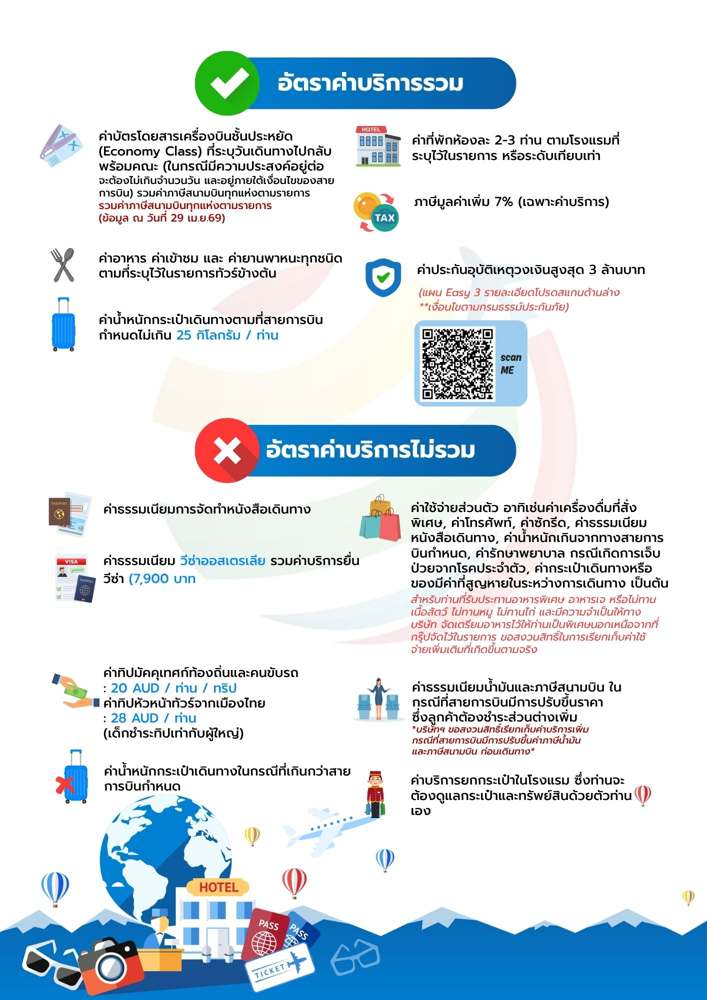 อัตราค่าบริการรวม
ค่าบัตรโดยสารเครื่องบินชั้นประหยัด
(Economy Class) ที่ระบุวันเดินทางไปกลับ
พร้อมคณะ (ในกรณีมีความประสงค์อยู่ต่อ
จะต้องไม่เกินจำนวนวัน และอยู่ภายใต้เงื่อนไขของสาย
การบิน) รวมค่าภาษีสนามบินทุกแห่งตามรายการ
รวมค่าภาษีสนามบินทุกแห่งตามรายการ
(ข้อมูล ณ วันที่ 29 เม.ย.69)
ค่าอาหาร ค่าเข้าชม และ ค่ายานพาหนะทุกชนิด
ตามที่ระบุไว้ในรายการทัวร์ข้างต้น
ค่าน้ำหนักกระเป๋าเดินทางตามที่สายการบิน
กำหนดไม่เกิน 25 กิโลกรัม / ท่าน
HOTEL
ค่าที่พักห้องละ 2-3 ท่าน ตามโรงแรมที่
ระบุไว้ในรายการ หรือระดับเทียบเท่า
TAX
ภาษีมูลค่าเพิ่ม 7% (เฉพาะค่าบริการ)
ค่าประกันอุบัติเหตุวงเงินสูงสุด 3 ล้านบาท
(แผน Easy 3 รายละเอียดโปรดสแกนด้านล่าง
**เงื่อนไขตามกรมธรรม์ประกันภัย)
scan
ME
อัตราค่าบริการไม่รวม
PASSPORT
APPROVED
ค่าธรรมเนียมการจัดทำหนังสือเดินทาง
VISA
APPROVED
PASSPORT
ค่าธรรมเนียม วีซ่าออสเตรเลีย รวมค่าบริการยื่น
วีซ่า (7,900 บาท
ค่าทิปมัคคุเทศก์ท้องถิ่นและคนขับรถ
: 20 AUD / ท่าน / ทริป
ค่าทิปหัวหน้าทัวร์จากเมืองไทย
: 28 AUD / ท่าน
(เด็กชำระทิปเท่ากับผู้ใหญ่)
ค่าน้ำหนักกระเป๋าเดินทางในกรณีที่เกินกว่าสาย
การบินกำหนด
ค่าใช้จ่ายส่วนตัว อาทิเช่นค่าเครื่องดื่มที่สั่ง
พิเศษ, ค่าโทรศัพท์, ค่าซักรีด, ค่าธรรมเนียม
หนังสือเดินทาง, ค่าน้ำหนักเกินจากทางสายการ
บินกำหนด, ค่ารักษาพยาบาล กรณีเกิดการเจ็บ
ป่วยจากโรคประจำตัว, ค่ากระเป๋าเดินทางหรือ
ของมีค่าที่สูญหายในระหว่างการเดินทาง เป็นต้น
สำหรับท่านที่รับประทานอาหารพิเศษ อาหารเจ หรือไม่ทาน
เนื้อสัตว์ ไม่ทานหมู ไม่ทานไก่ และมีความจำเป็นให้ทาง
บริษัท จัดเตรียมอาหารไว้ให้ท่านเป็นพิเศษนอกเหนือจากที่
กรุ๊ปจัดไว้ในรายการ ขอสงวนสิทธิ์ในการเรียกเก็บค่าใช้
จ่ายเพิ่มเติมที่เกิดขึ้นตามจริง
ค่าธรรมเนียมน้ำมันและภาษีสนามบิน ใน
กรณีที่สายการบินมีการปรับขึ้นราคา
ซึ่งลูกค้าต้องชำระส่วนต่างเพิ่ม
*บริษัทฯ ขอสงวนสิทธิ์เรียกเก็บค่าบริการเพิ่ม
กรณีที่สายการบินมีการปรับขึ้นค่าภาษีน้ำมัน
และภาษีสนามบิน ก่อนเดินทาง*
ค่าบริการยกกระเป๋าในโรงแรม ซึ่งท่านจะ
ต้องดูแลกระเป๋าและทรัพย์สินด้วยตัวท่าน
เอง
HOTEL
PASS
PASS
TICKET